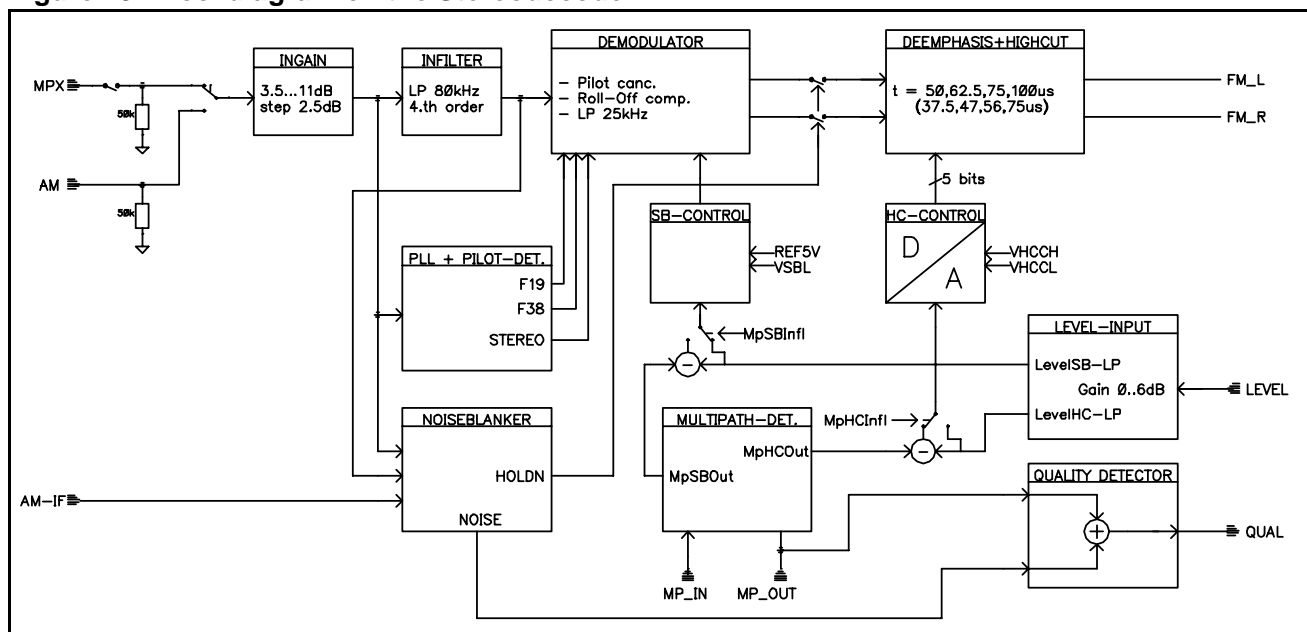 MPX
50k
AM
50k
INGAIN
3.5...11dB
step 2.5dB
INFILTER
LP 80kHz
4.th order
DEMODULATOR
– Pilot canc.
– Roll-Off comp.
– LP 25kHz
DEEMPHASIS+HIGHCUT
t = 50,62.5,75,100us
(37.5,47,56,75us)
FM_L
FM_R
5 bits
SB-CONTROL
REF5V
VSBL
HC-CONTROL
D
A
VHCCH
VHCCL
PLL + PILOT-DET.
F19
F38
STEREO
MpSBInfl
LEVEL-INPUT
LevelSB-LP
Gain 0..6dB
LevelHC-LP
LEVEL
NOISEBLANKER
HOLDN
NOISE
AM-IF
MULTIPATH-DET.
MpHCOut
MpSBOut
MpHCInfl
MP_IN
MP_OUT
QUALITY DETECTOR
QUAL